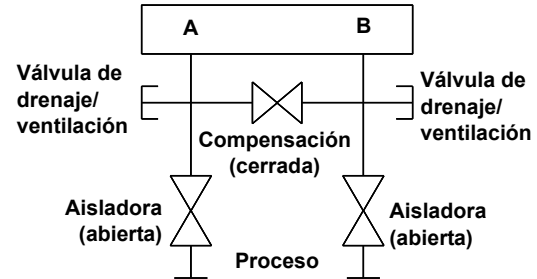 A
B
Válvula de
drenaje/
ventilación
Válvula de
drenaje/
ventilación
Compensación
(cerrada)
Aisladora
(abierta)
Aisladora
(abierta)
Proceso